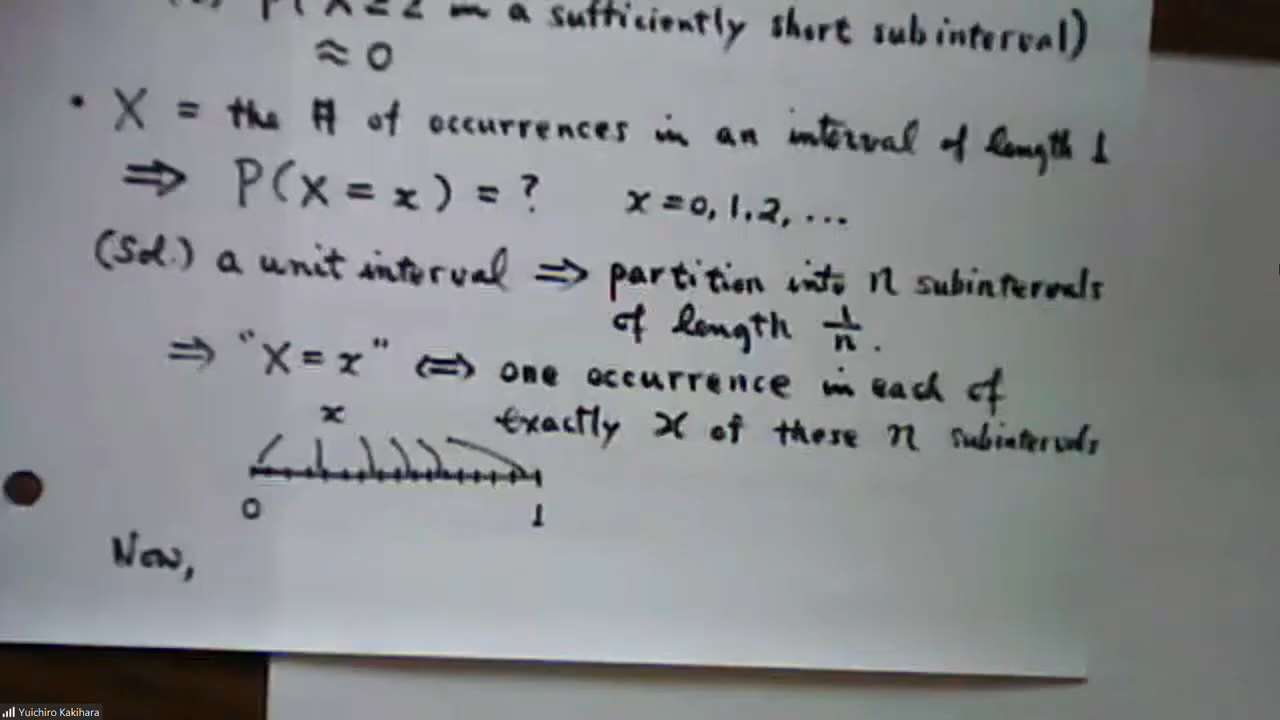 P(X ≥ 2 in a sufficiently short subinterval)
≈ 0
• X = the # of occurrences in an interval of length 1
⇒ P(X = x) = ? x = 0, 1, 2, ...
(Sol.) a unit interval ⇒ partition into n subintervals
of length 1/n.
⇒ "X = x" ⇔ one occurrence in each of
exactly x of these n subintervals
x
0 1
Now,
Yuichiro Kakihara